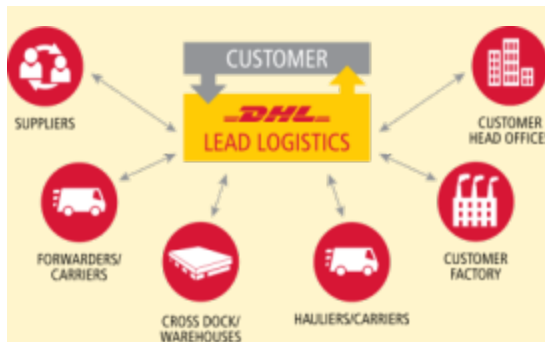 CUSTOMER
DHL
LEAD LOGISTICS
SUPPLIERS
CUSTOMER
HEAD OFFICE
FORWARDERS/
CARRIERS
CUSTOMER
FACTORY
CROSS DOCK/
WAREHOUSES
HAULIERS/CARRIERS